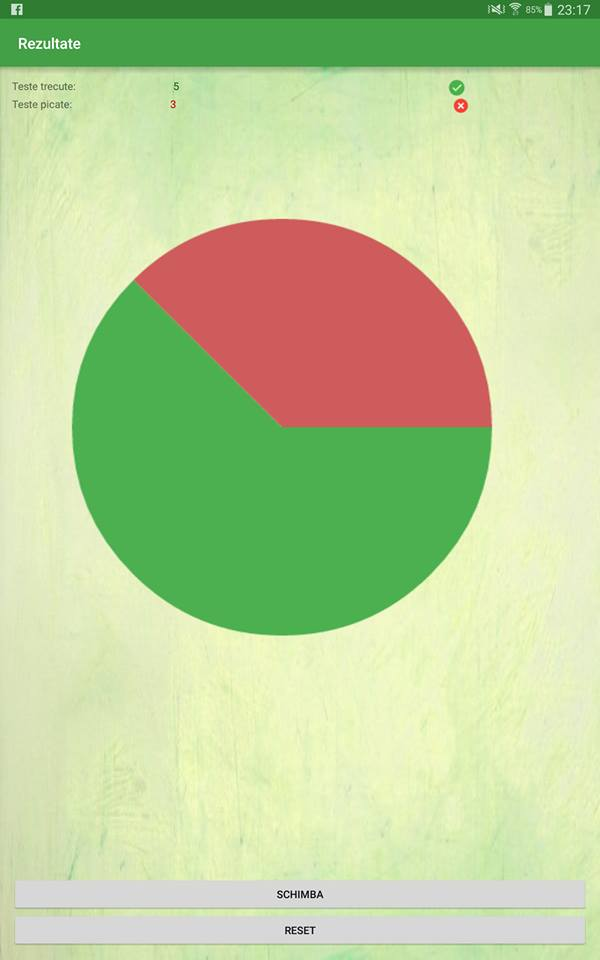 85% 23:17
Rezultate
Teste trecute: 5
Teste picate: 3
SCHIMBA
RESET